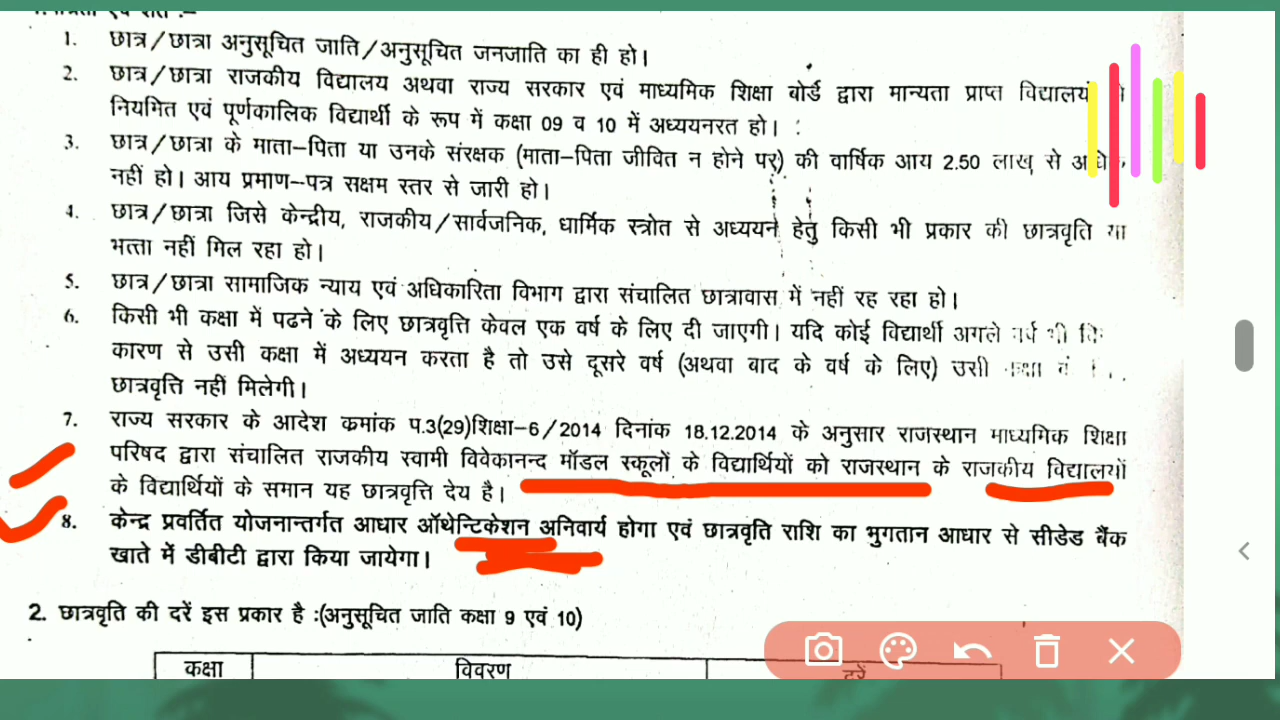 1. छात्र/छात्रा अनुसूचित जाति/अनुसूचित जनजाति का ही हो।
2. छात्र/छात्रा राजकीय विद्यालय अथवा राज्य सरकार एवं माध्यमिक शिक्षा बोर्ड द्वारा मान्यता प्राप्त विद्यालयों
नियमित एवं पूर्णकालिक विद्यार्थी के रूप में कक्षा 09 व 10 में अध्ययनरत हो।
3. छात्र/छात्रा के माता–पिता या उनके संरक्षक (माता–पिता जीवित न होने पर) की वार्षिक आय 2.50 लाख से अधिक
नहीं हो। आय प्रमाण–पत्र सक्षम स्तर से जारी हो।
4. छात्र/छात्रा जिसे केन्द्रीय, राजकीय/सार्वजनिक, धार्मिक स्त्रोत से अध्ययन हेतु किसी भी प्रकार की छात्रवृति या
भत्ता नहीं मिल रहा हो।
5. छात्र/छात्रा सामाजिक न्याय एवं अधिकारिता विभाग द्वारा संचालित छात्रावास में नहीं रह रहा हो।
6. किसी भी कक्षा में पढने के लिए छात्रवृत्ति केवल एक वर्ष के लिए दी जाएगी। यदि कोई विद्यार्थी अगले वर्ष भी
कारण से उसी कक्षा में अध्ययन करता है तो उसे दूसरे वर्ष (अथवा बाद के वर्ष के लिए) उसी
छात्रवृत्ति नहीं मिलेगी।
7. राज्य सरकार के आदेश क्रमांक प.3(29)शिक्षा–6/2014 दिनांक 18.12.2014 के अनुसार राजस्थान माध्यमिक शिक्षा
परिषद द्वारा संचालित राजकीय स्वामी विवेकानन्द मॉडल स्कूलों के विद्यार्थियों को राजस्थान के राजकीय विद्यालयों
के विद्यार्थियों के समान यह छात्रवृत्ति देय है।
8. केन्द्र प्रवर्तित योजनान्तर्गत आधार ऑथेन्टिकेशन अनिवार्य होगा एवं छात्रवृति राशि का भुगतान आधार से सीडेड बैंक
खाते में डीबीटी द्वारा किया जायेगा।
2. छात्रवृति की दरें इस प्रकार है :(अनुसूचित जाति कक्षा 9 एवं 10)
कक्षा विवरण दरें